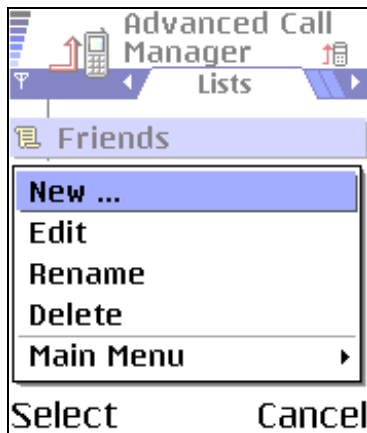 Advanced Call
Manager
Lists
Friends
New ...
Edit
Rename
Delete
Main Menu
Select Cancel